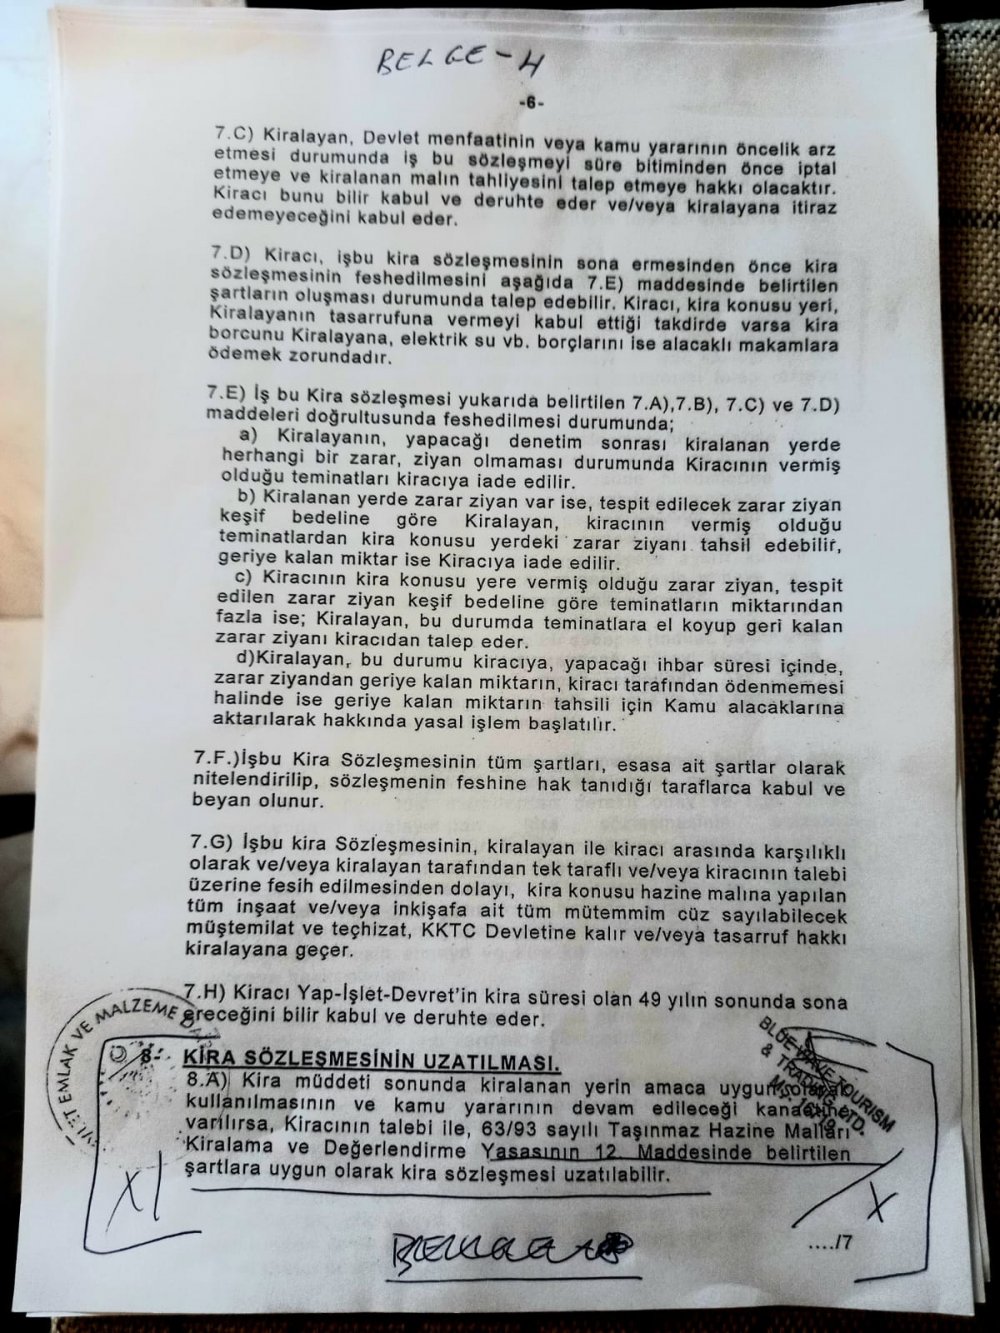 BELGE-4
-6-
7.C) Kiralayan, Devlet menfaatinin veya kamu yararının öncelik arz
etmesi durumunda iş bu sözleşmeyi süre bitiminden önce iptal
etmeye ve kiralanan malın tahliyesini talep etmeye hakkı olacaktır.
Kiracı bunu bilir kabul ve deruhte eder ve/veya kiralayana itiraz
edemeyeceğini kabul eder.
7.D) Kiracı, işbu kira sözleşmesinin sona ermesinden önce kira
sözleşmesinin feshedilmesini aşağıda 7.E) maddesinde belirtilen
şartların oluşması durumunda talep edebilir. Kiracı, kira konusu yeri,
Kiralayanın tasarrufuna vermeyi kabul ettiği takdirde varsa kira
borcunu Kiralayana, elektrik su vb. borçlarını ise alacaklı makamlara
ödemek zorundadır.
7.E) İş bu Kira sözleşmesi yukarıda belirtilen 7.A),7.B), 7.C) ve 7.D)
maddeleri doğrultusunda feshedilmesi durumunda;
a) Kiralayanın, yapacağı denetim sonrası kiralanan yerde
herhangi bir zarar, ziyan olmaması durumunda Kiracının vermiş
olduğu teminatları kiracıya iade edilir.
b) Kiralanan yerde zarar ziyan var ise, tespit edilecek zarar ziyan
keşif bedeline göre Kiralayan, kiracının vermiş olduğu
teminatlardan kira konusu yerdeki zarar ziyanı tahsil edebilir,
geriye kalan miktar ise Kiracıya iade edilir.
c) Kiracının kira konusu yere vermiş olduğu zarar ziyan, tespit
edilen zarar ziyan keşif bedeline göre teminatların miktarından
fazla ise; Kiralayan, bu durumda teminatlara el koyup geri kalan
zarar ziyanı kiracıdan talep eder.
d)Kiralayan, bu durumu kiracıya, yapacağı ihbar süresi içinde,
zarar ziyandan geriye kalan miktarın, kiracı tarafından ödenmemesi
halinde ise geriye kalan miktarın tahsili için Kamu alacaklarına
aktarılarak hakkında yasal işlem başlatılır.
7.F.)İşbu Kira Sözleşmesinin tüm şartları, esasa ait şartlar olarak
nitelendirilip, sözleşmenin feshine hak tanıdığı taraflarca kabul ve
beyan olunur.
7.G) İşbu kira Sözleşmesinin, kiralayan ile kiracı arasında karşılıklı
olarak ve/veya kiralayan tarafından tek taraflı ve/veya kiracının talebi
üzerine fesih edilmesinden dolayı, kira konusu hazine malına yapılan
tüm inşaat ve/veya inkişafa ait tüm mütemmim cüz sayılabilecek
müştemilat ve teçhizat, KKTC Devletine kalır ve/veya tasarruf hakkı
kiralayana geçer.
7.H) Kiracı Yap-İşlet-Devret'in kira süresi olan 49 yılın sonunda sona
ereceğini bilir kabul ve deruhte eder.
EMLAK VE MALZEME
BLUE WAVE TOURISM
& TRADING LTD.
8- KİRA SÖZLEŞMESİNİN UZATILMASI.
8.A) Kira müddeti sonunda kiralanan yerin amaca uygun olarak
kullanılmasının ve kamu yararının devam edileceği kanaatine
varılırsa, Kiracının talebi ile, 63/93 sayılı Taşınmaz Hazine Malları
Kiralama ve Değerlendirme Yasasının 12. Maddesinde belirtilen
şartlara uygun olarak kira sözleşmesi uzatılabilir.
X
X
..../7